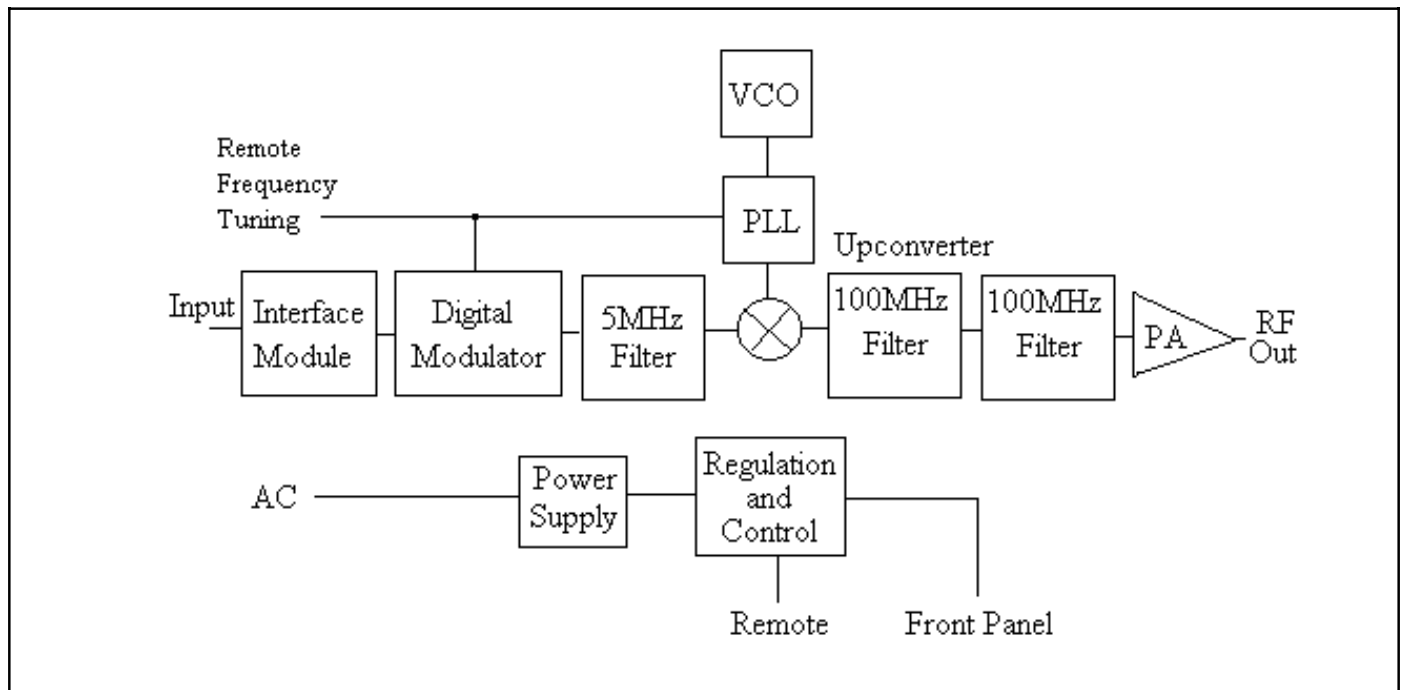 VCO
Remote
Frequency
Tuning
PLL
Upconverter
Input
Interface
Module
Digital
Modulator
5MHz
Filter
100MHz
Filter
100MHz
Filter
PA
RF
Out
AC
Power
Supply
Regulation
and
Control
Remote
Front Panel